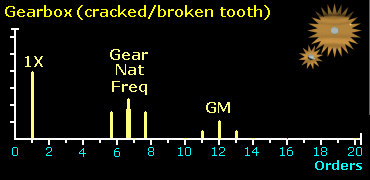 Gearbox (cracked/broken tooth)
1X
Gear
Nat
Freq
GM
0 2 4 6 8 10 12 14 16 18 20
Orders